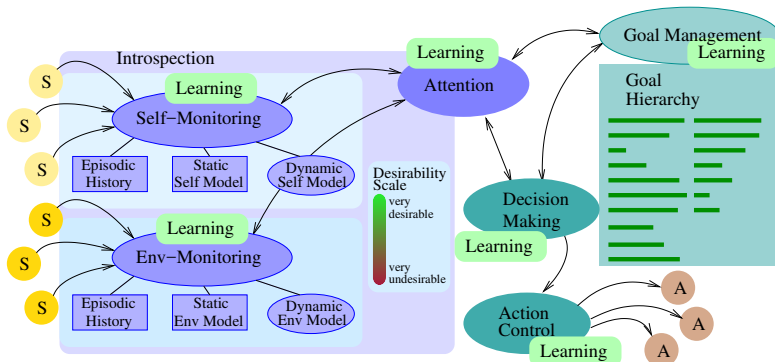 Introspection
Learning
Attention
Goal Management
Learning
S
S
S
Learning
Self-Monitoring
Episodic
History
Static
Self Model
Dynamic
Self Model
Goal
Hierarchy
Desirability
Scale
very
desirable
very
undesirable
Decision
Making
Learning
S
S
S
Learning
Env-Monitoring
Episodic
History
Static
Env Model
Dynamic
Env Model
Action
Control
Learning
A
A
A